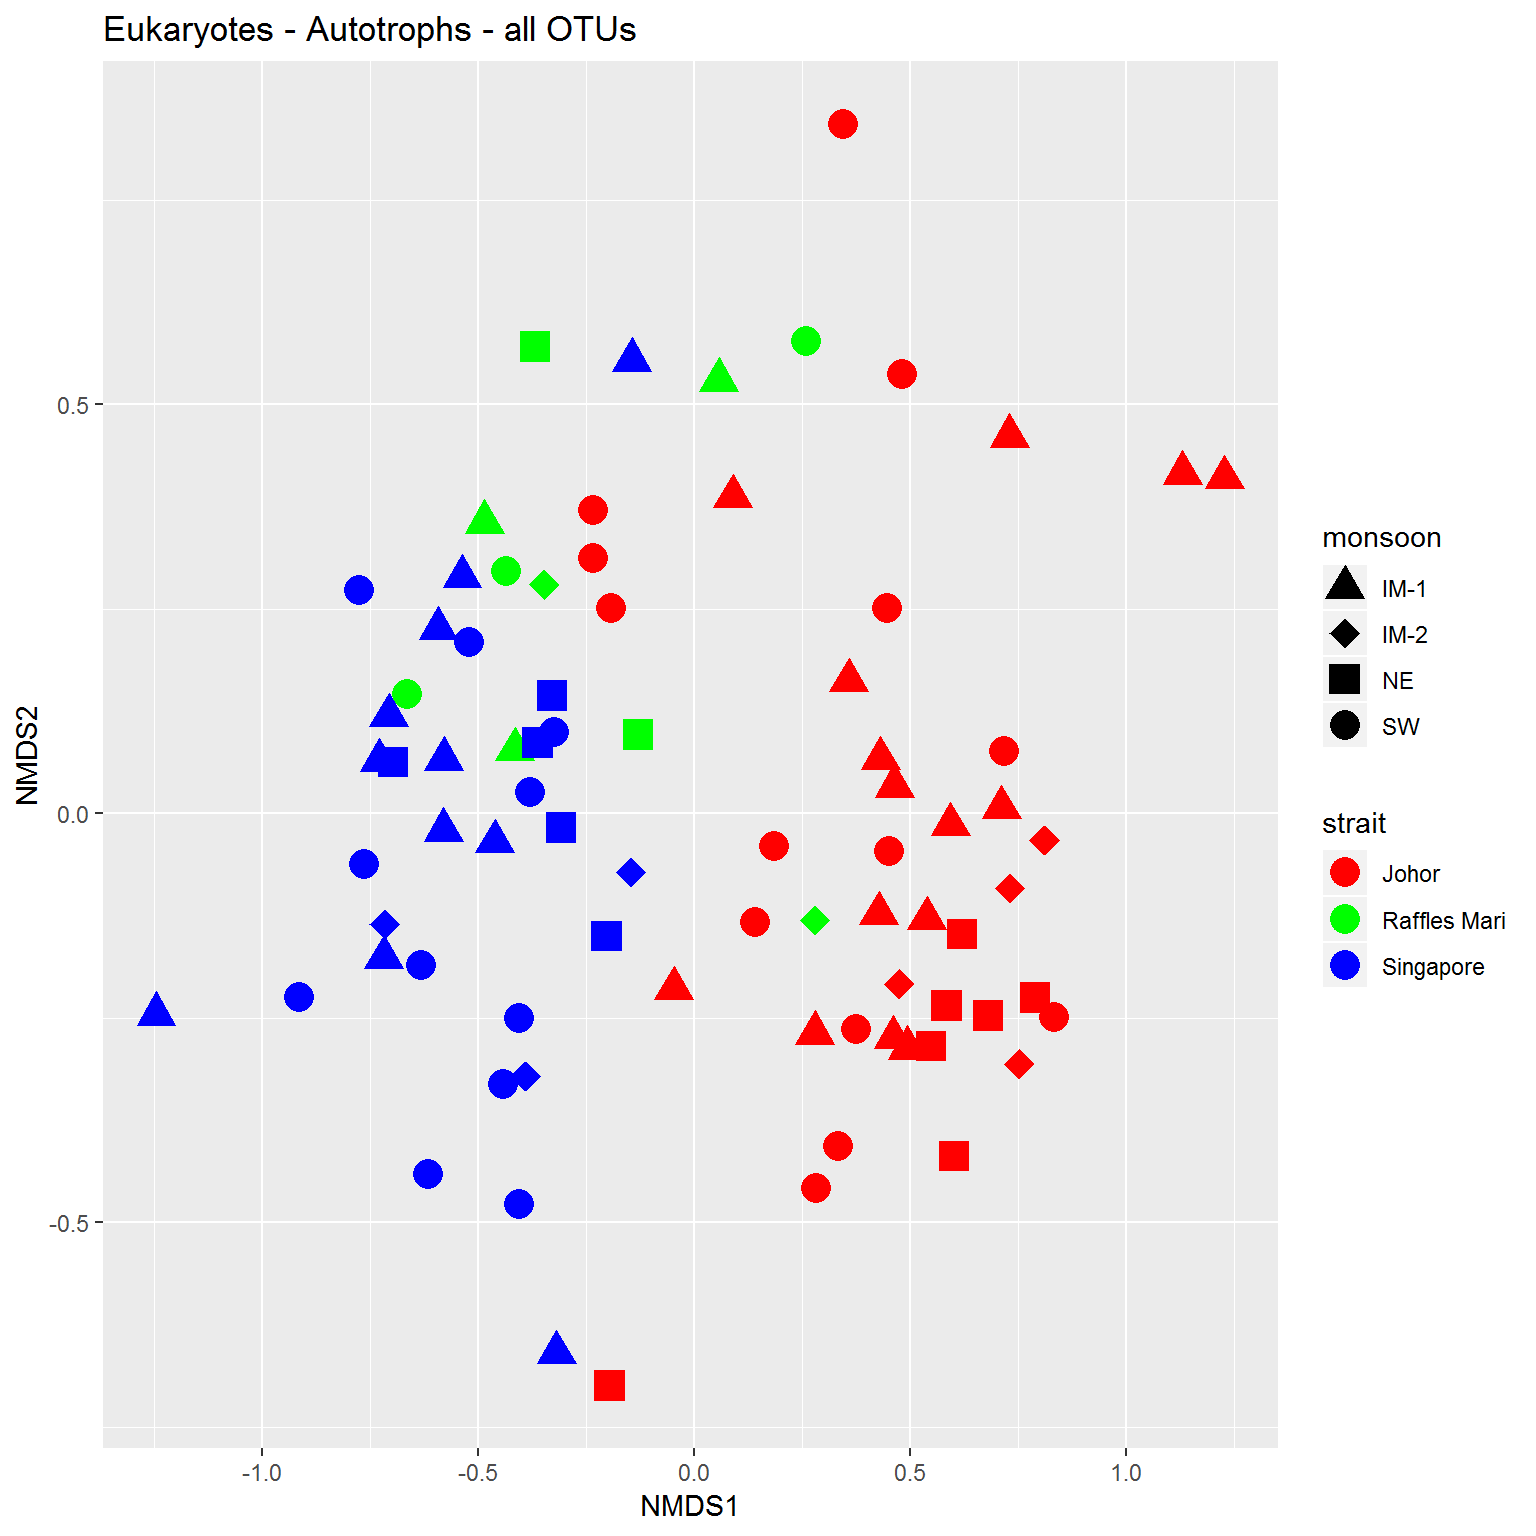 Eukaryotes - Autotrophs - all OTUs
NMDS2
0.5
0.0
-0.5
-1.0
-0.5
0.0
0.5
1.0
NMDS1
monsoon
IM-1
IM-2
NE
SW
strait
Johor
Raffles Mari
Singapore